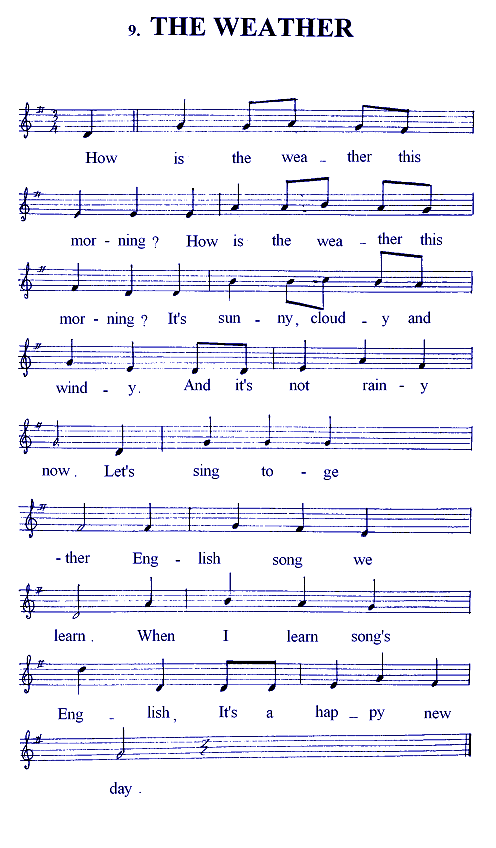 9. THE WEATHER
3
4
How is the wea - ther this
mor - ning ? How is the wea - ther this
mor - ning ? It's sun - ny, cloud - y and
wind - y. And it's not rain - y
now . Let's sing to - ge
- ther Eng - lish song we
learn . When I learn song's
Eng - lish, It's a hap - py new
day .